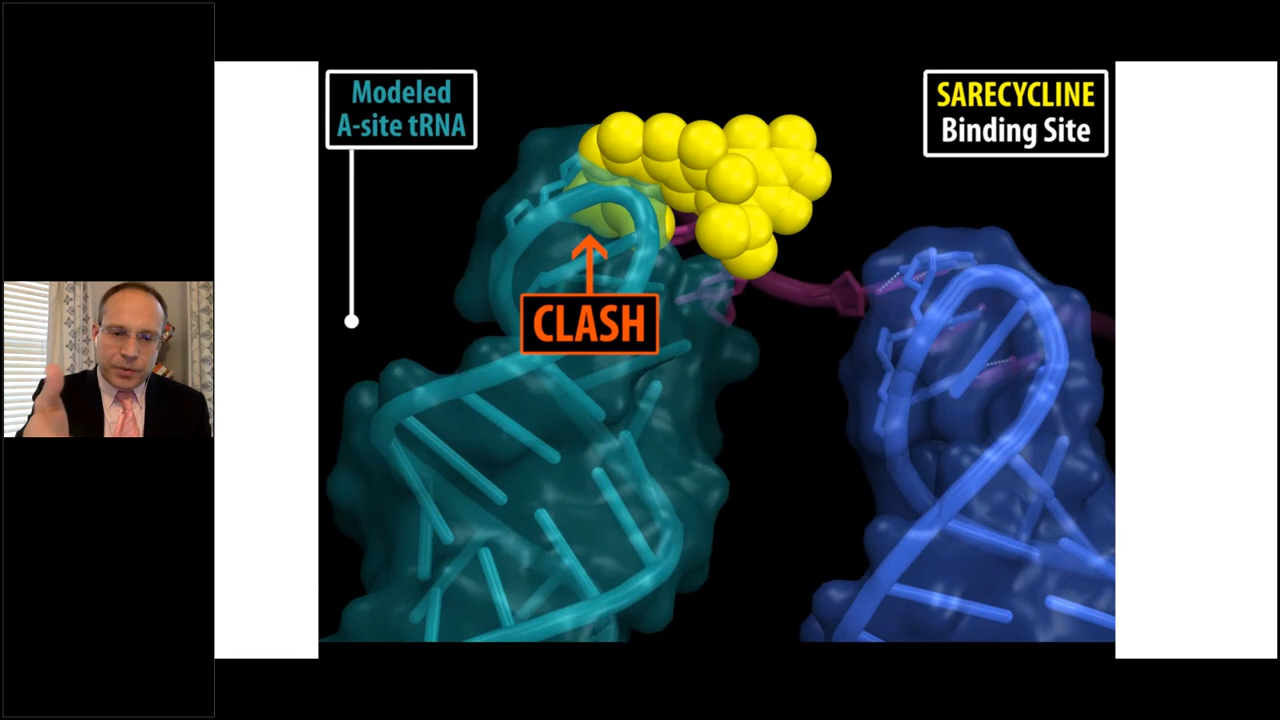 Modeled
A-site tRNA
SARECYCLINE
Binding Site
CLASH